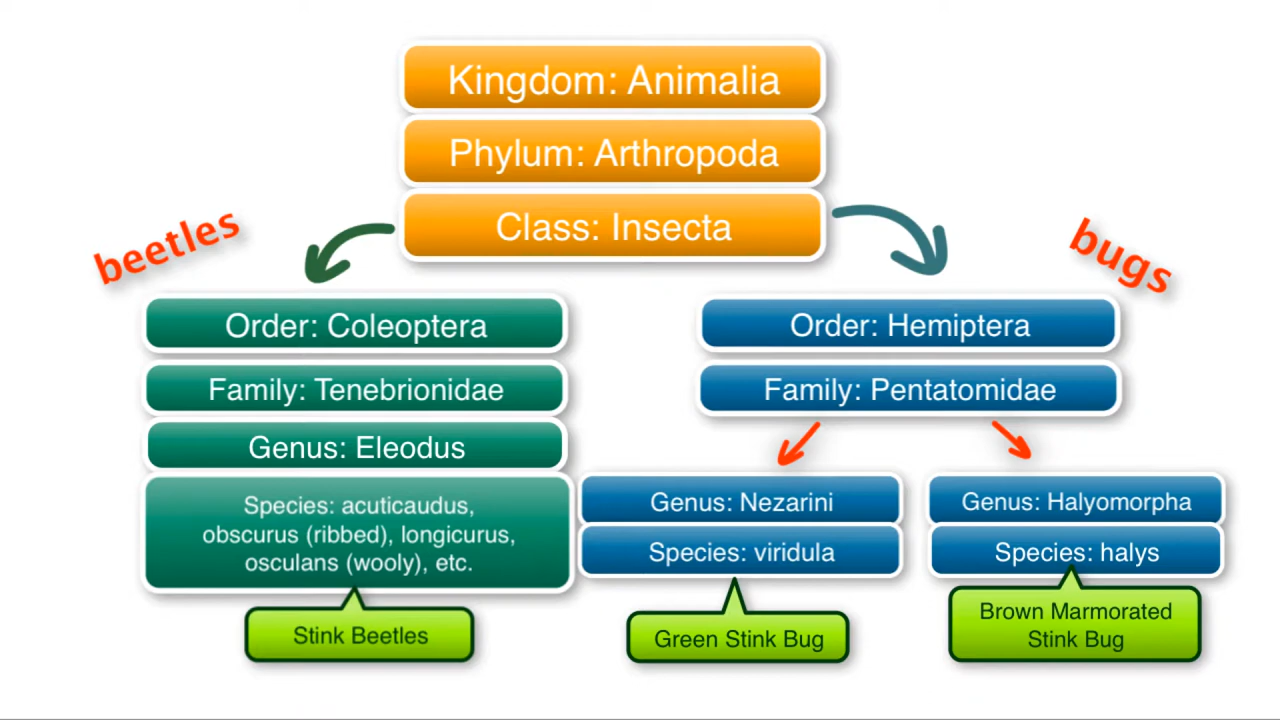 Kingdom: Animalia
Phylum: Arthropoda
Class: Insecta
beetles
bugs
Order: Coleoptera
Family: Tenebrionidae
Genus: Eleodus
Species: acuticaudus,
obscurus (ribbed), longicurus,
osculans (wooly), etc.
Stink Beetles
Order: Hemiptera
Family: Pentatomidae
Genus: Nezarini
Species: viridula
Green Stink Bug
Genus: Halyomorpha
Species: halys
Brown Marmorated
Stink Bug